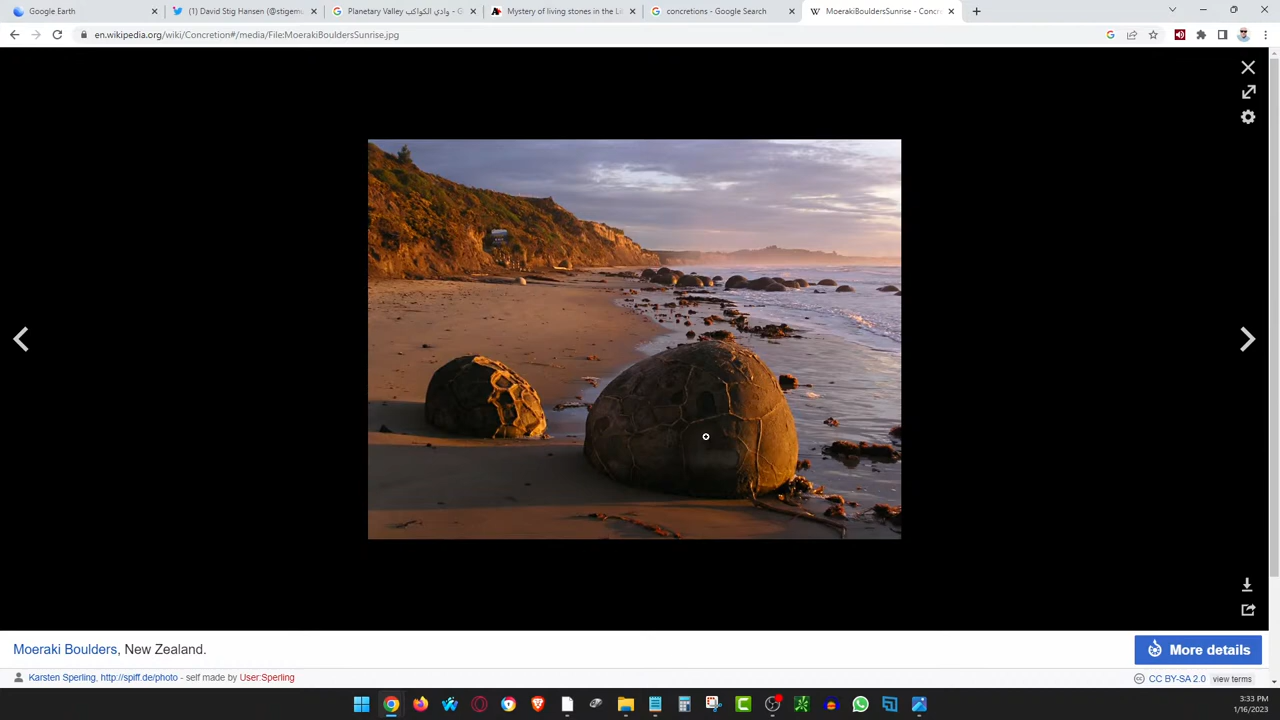 Google Earth
(1) David Stig Hansen (@stigemu
Planetary Valley وادي الكواكب - G
Mystery of living stones in the Li
concretions - Google Search
MoerakiBouldersSunrise - Concr
en.wikipedia.org/wiki/Concretion#/media/File:MoerakiBouldersSunrise.jpg
Moeraki Boulders, New Zealand.
More details
Karsten Sperling, http://spiff.de/photo - self made by User:Sperling
CC BY-SA 2.0 view terms
3:33 PM
1/16/2023